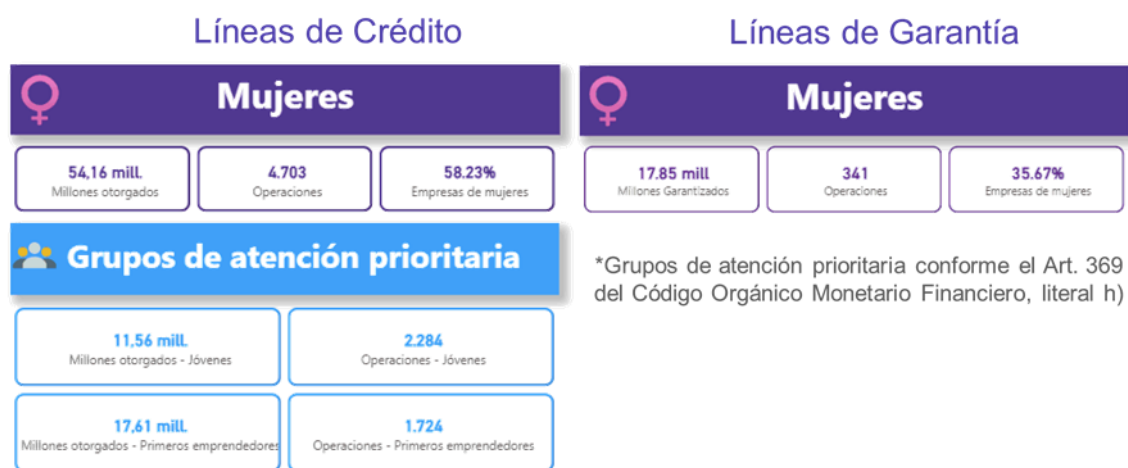 Líneas de Crédito
Mujeres
54,16 mill.
Millones otorgados
4.703
Operaciones
58.23%
Empresas de mujeres
Grupos de atención prioritaria
11,56 mill.
Millones otorgados - Jóvenes
2.284
Operaciones - Jóvenes
17,61 mill.
Millones otorgados - Primeros emprendedores
1.724
Operaciones - Primeros emprendedores
Líneas de Garantía
Mujeres
17.85 mill
Millones Garantizados
341
Operaciones
35.67%
Empresas de mujeres
*Grupos de atención prioritaria conforme el Art. 369
del Código Orgánico Monetario Financiero, literal h)